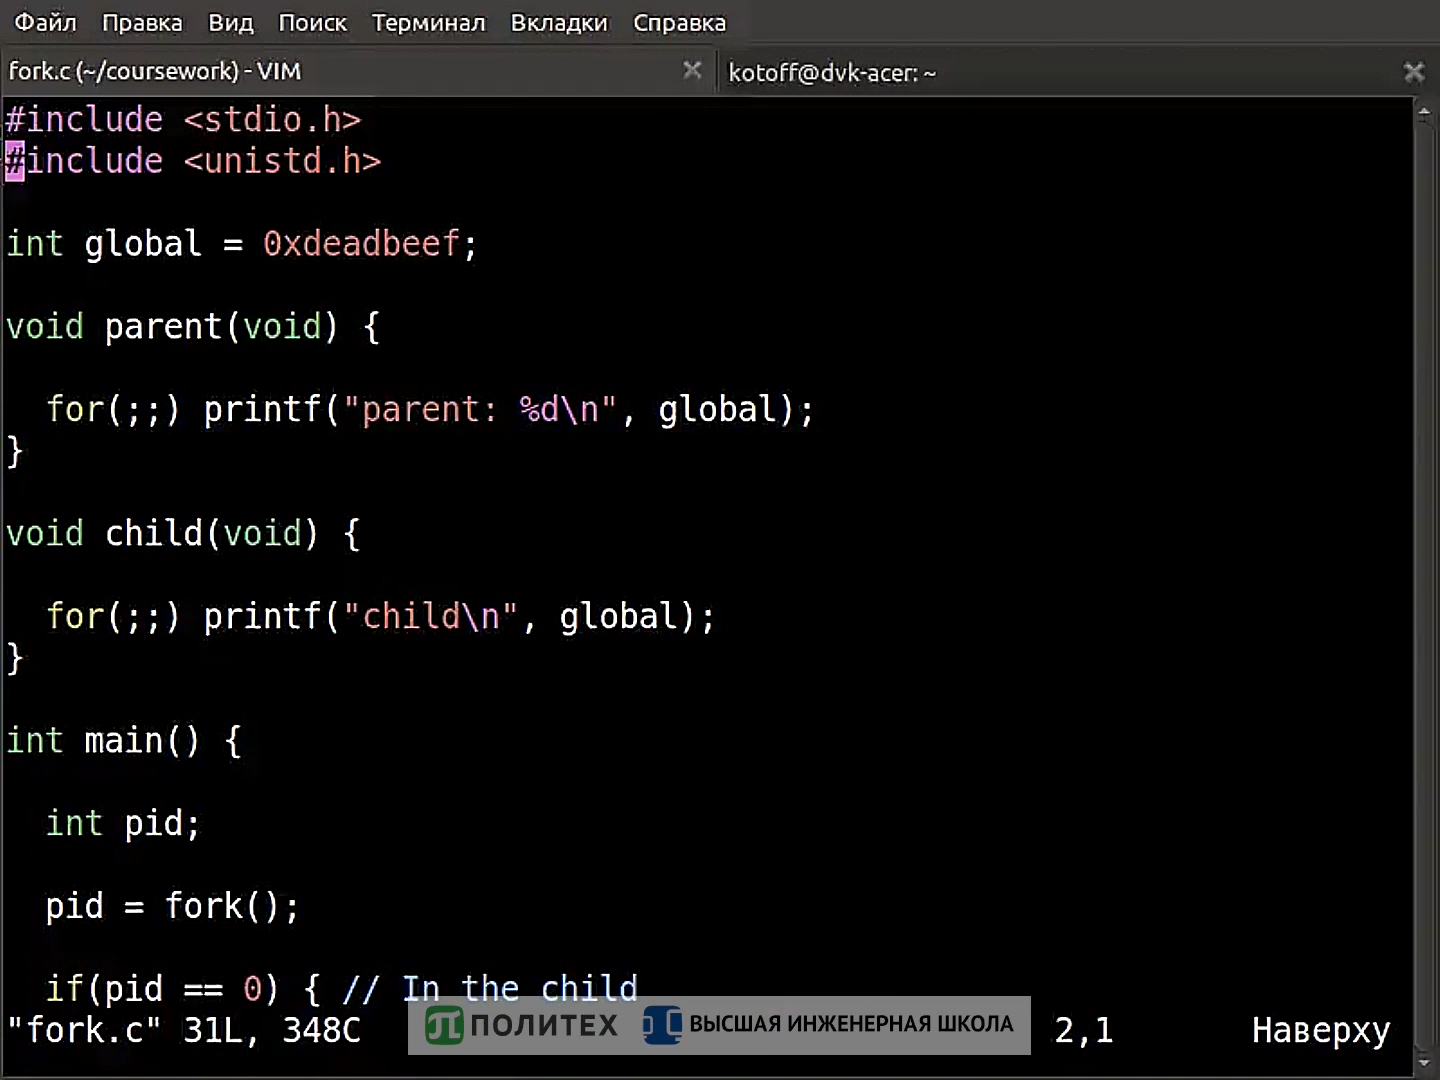 Файл Правка Вид Поиск Терминал Вкладки Справка
fork.c (~/coursework) - VIM
kotoff@dvk-acer: ~
#include <stdio.h>
#include <unistd.h>
int global = 0xdeadbeef;
void parent(void) {
for(;;) printf("parent: %d\n", global);
}
void child(void) {
for(;;) printf("child\n", global);
}
int main() {
int pid;
pid = fork();
if(pid == 0) { // In the child
"fork.c" 31L, 348C
ПОЛИТЕХ
ВЫСШАЯ ИНЖЕНЕРНАЯ ШКОЛА
2,1
Наверху